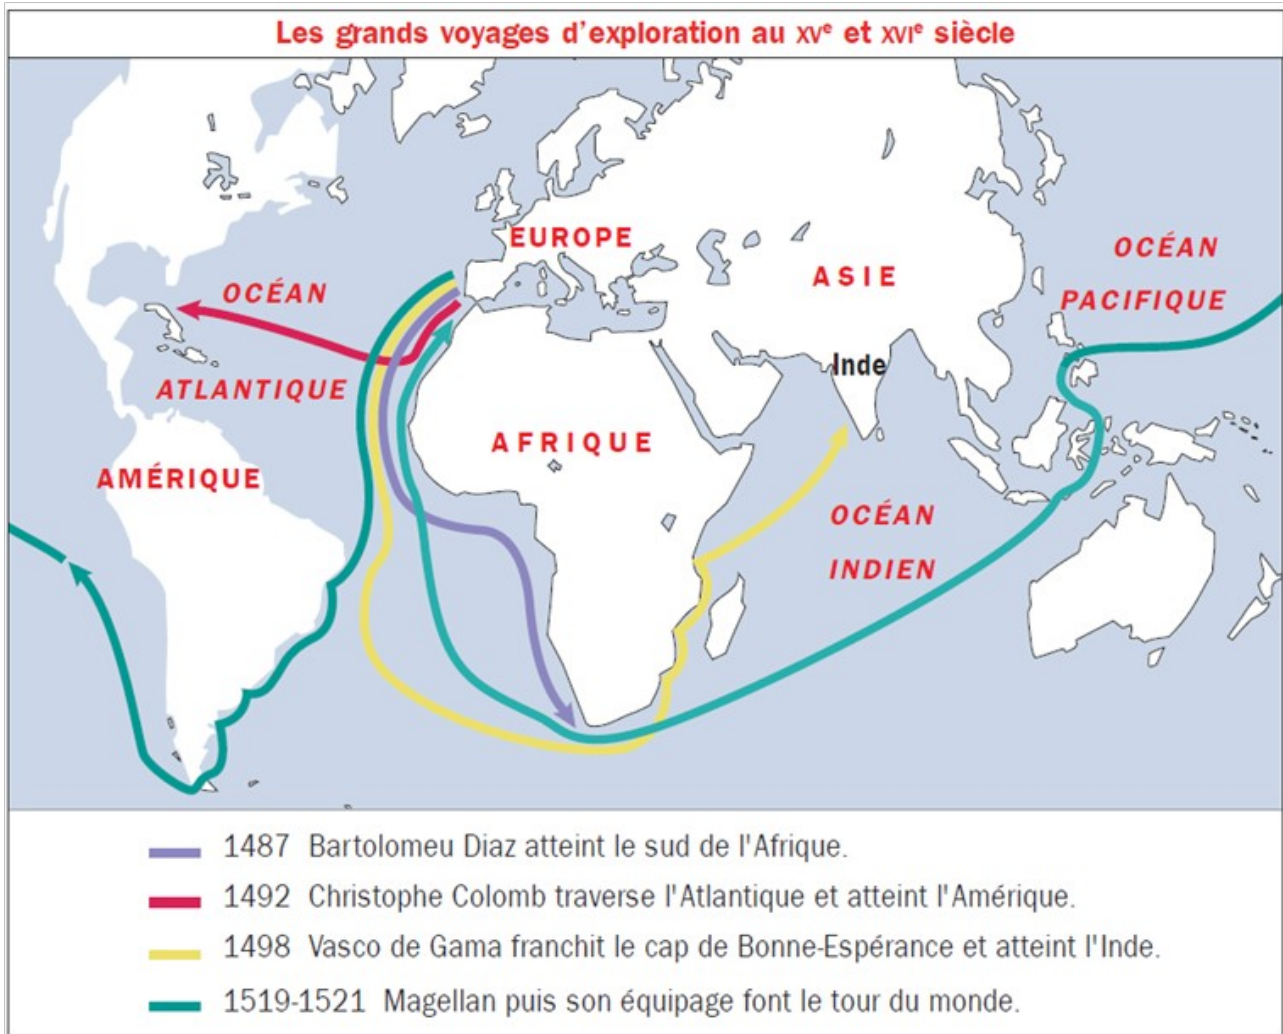 Les grands voyages d'exploration au XVe et XVIe siècle
EUROPE
OCÉAN
ASIE
OCÉAN
PACIFIQUE
Inde
ATLANTIQUE
AFRIQUE
AMÉRIQUE
OCÉAN
INDIEN
1487 Bartolomeu Diaz atteint le sud de l'Afrique.
1492 Christophe Colomb traverse l'Atlantique et atteint l'Amérique.
1498 Vasco de Gama franchit le cap de Bonne-Espérance et atteint l'Inde.
1519-1521 Magellan puis son équipage font le tour du monde.